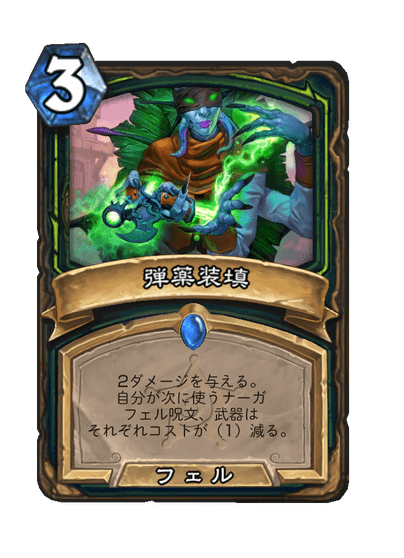 3
弾薬装填
2ダメージを与える。
自分が次に使うナーガ
フェル呪文、武器は
それぞれコストが（1）減る。
フェル